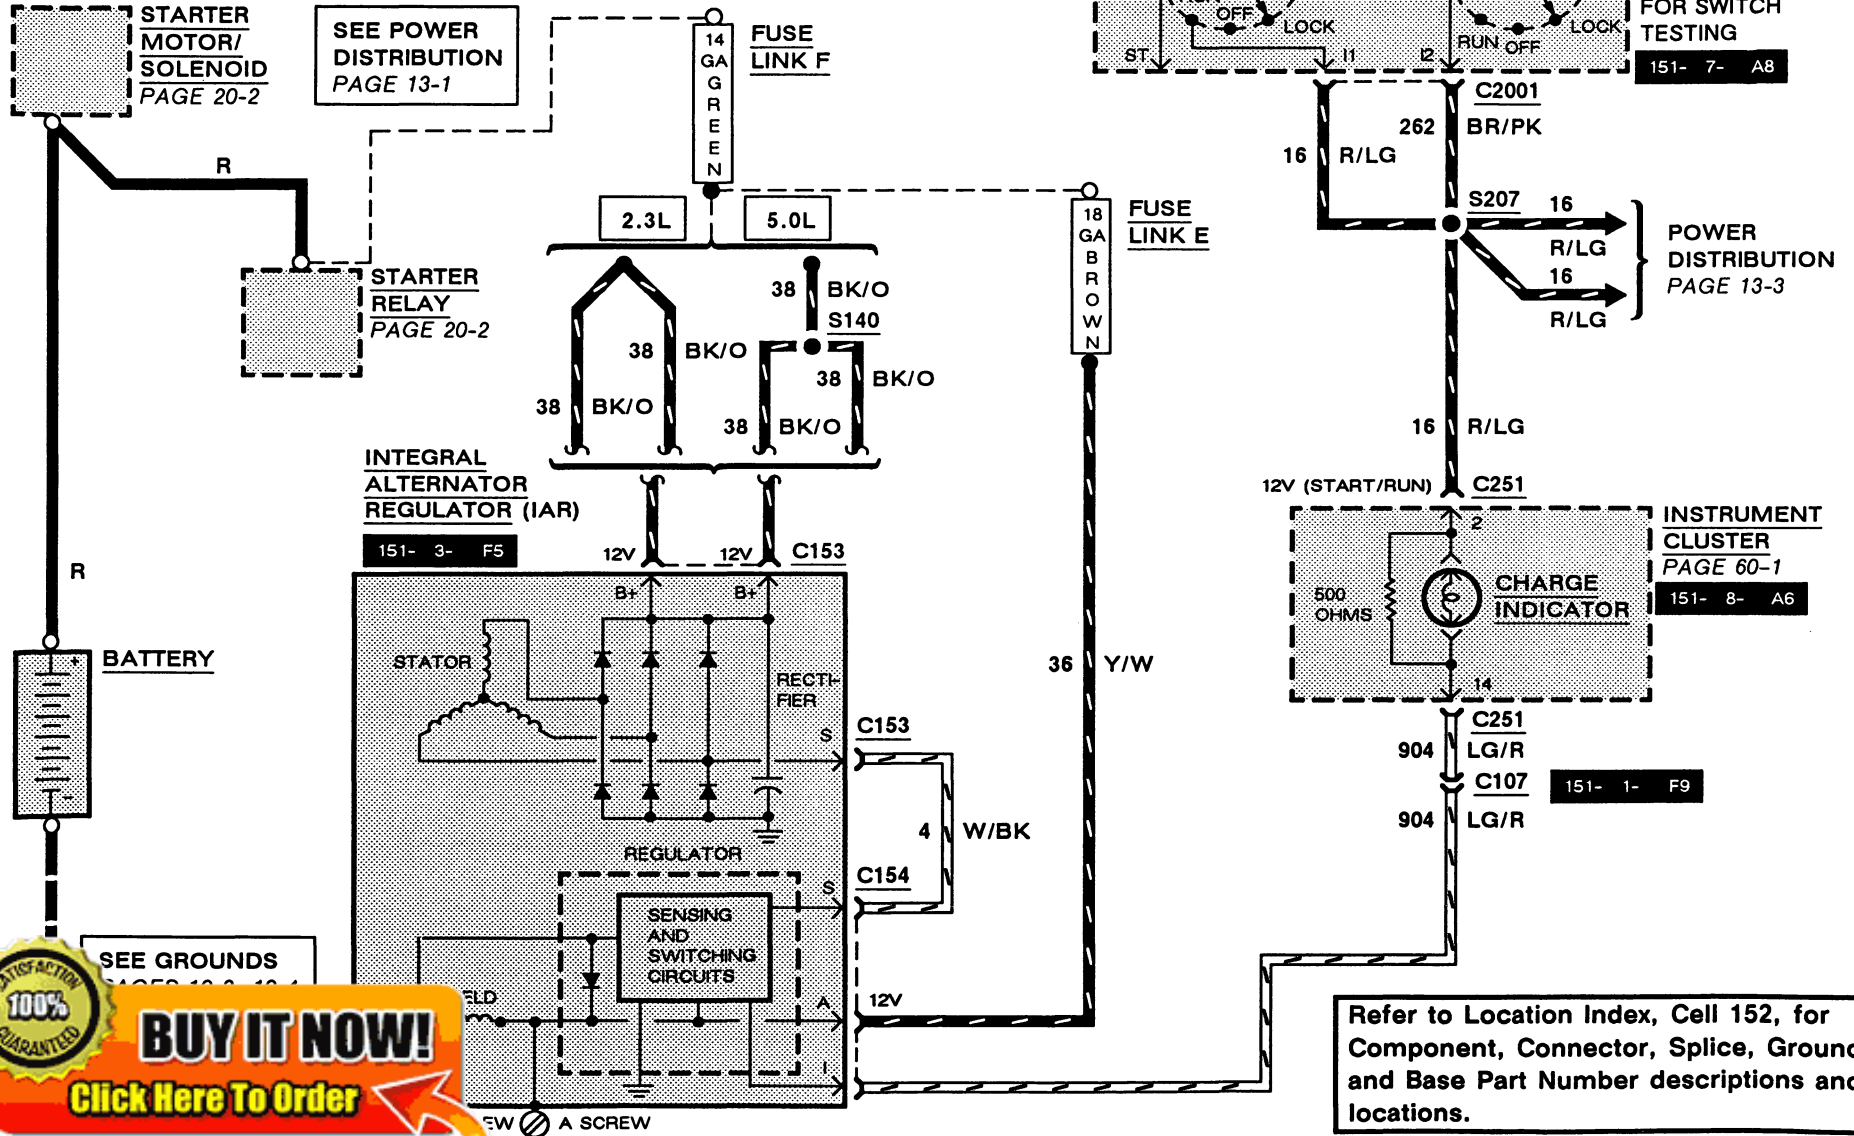 STARTER
MOTOR/
SOLENOID
PAGE 20-2
SEE POWER
DISTRIBUTION
PAGE 13-1
14
GA
G
R
E
E
N
FUSE
LINK F
OFF
LOCK
ST
I1
I2
RUN
OFF
LOCK
FOR SWITCH
TESTING
151- 7- A8
C2001
262
BR/PK
16
R/LG
S207
16
R/LG
16
R/LG
POWER
DISTRIBUTION
PAGE 13-3
R
STARTER
RELAY
PAGE 20-2
2.3L
5.0L
18
GA
B
R
O
W
N
FUSE
LINK E
38
BK/O
S140
38
BK/O
38
BK/O
38
BK/O
38
BK/O
16
R/LG
INTEGRAL
ALTERNATOR
REGULATOR (IAR)
151- 3- F5
12V
12V
C153
B+
B+
12V (START/RUN)
C251
2
INSTRUMENT
CLUSTER
PAGE 60-1
151- 8- A6
500
OHMS
CHARGE
INDICATOR
14
R
BATTERY
+
-
STATOR
RECTI-
FIER
36
Y/W
C251
904
LG/R
C107
151- 1- F9
904
LG/R
S
C153
4
W/BK
REGULATOR
S
C154
SENSING
AND
SWITCHING
CIRCUITS
A
12V
I
SEE GROUNDS
ELD
EW
A SCREW
SATISFACTION
100%
GUARANTEED
BUY IT NOW!
Click Here To Order
Refer to Location Index, Cell 152, for
Component, Connector, Splice, Ground
and Base Part Number descriptions and
locations.